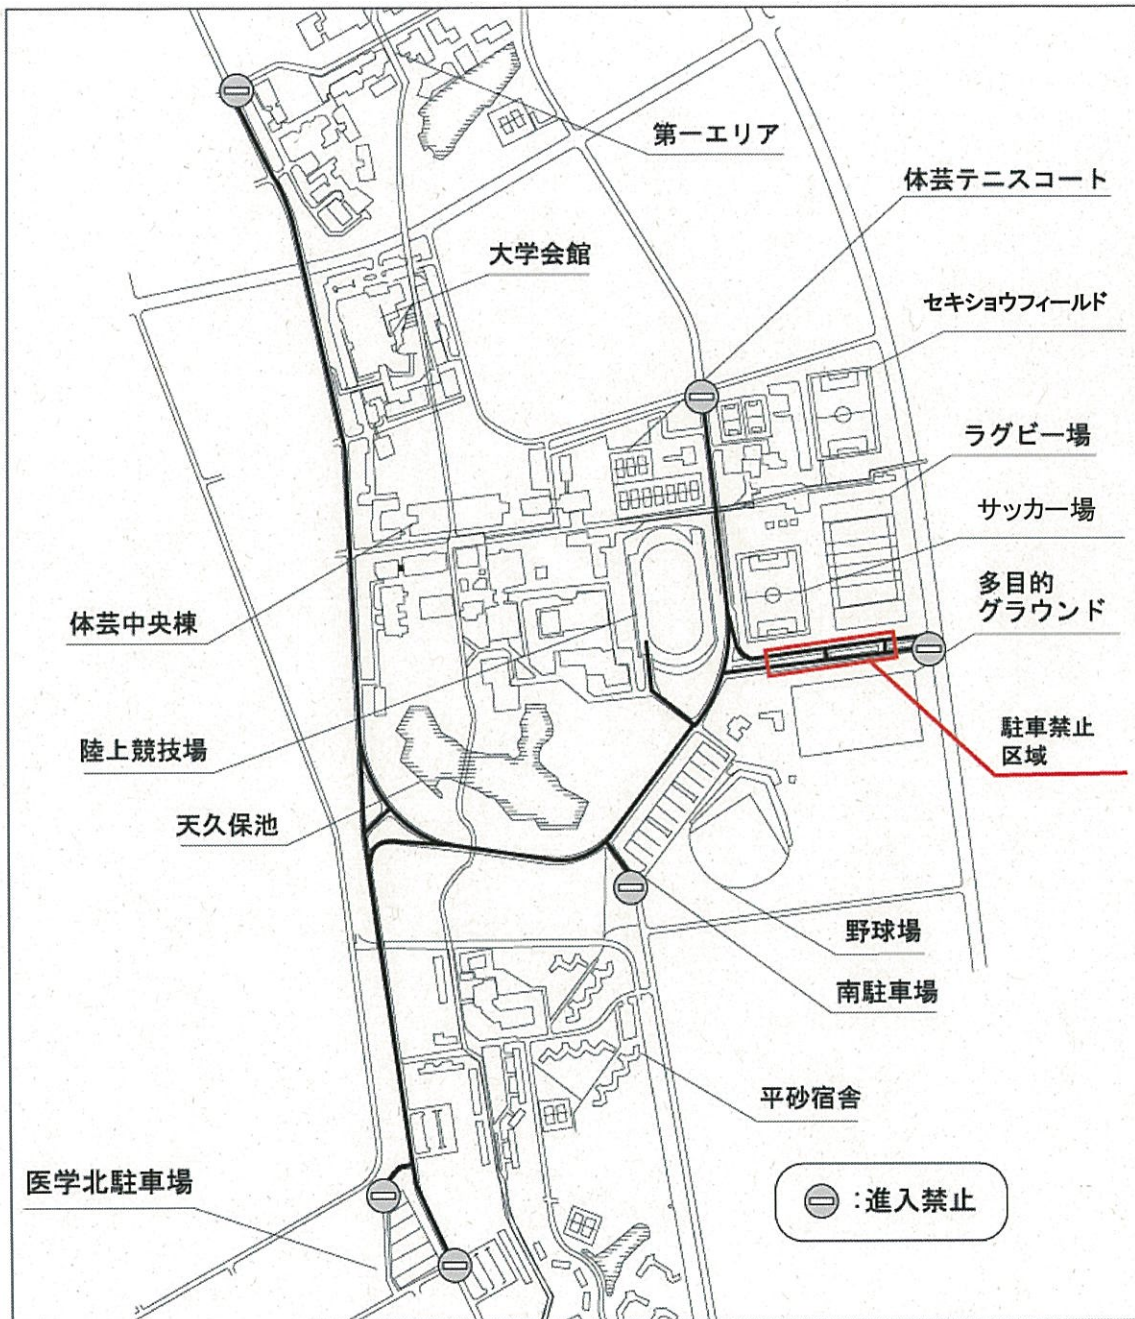 第一エリア
体芸テニスコート
大学会館
セキショウフィールド
ラグビー場
サッカー場
多目的
グラウンド
体芸中央棟
駐車禁止
区域
陸上競技場
天久保池
野球場
南駐車場
平砂宿舎
医学北駐車場
:進入禁止